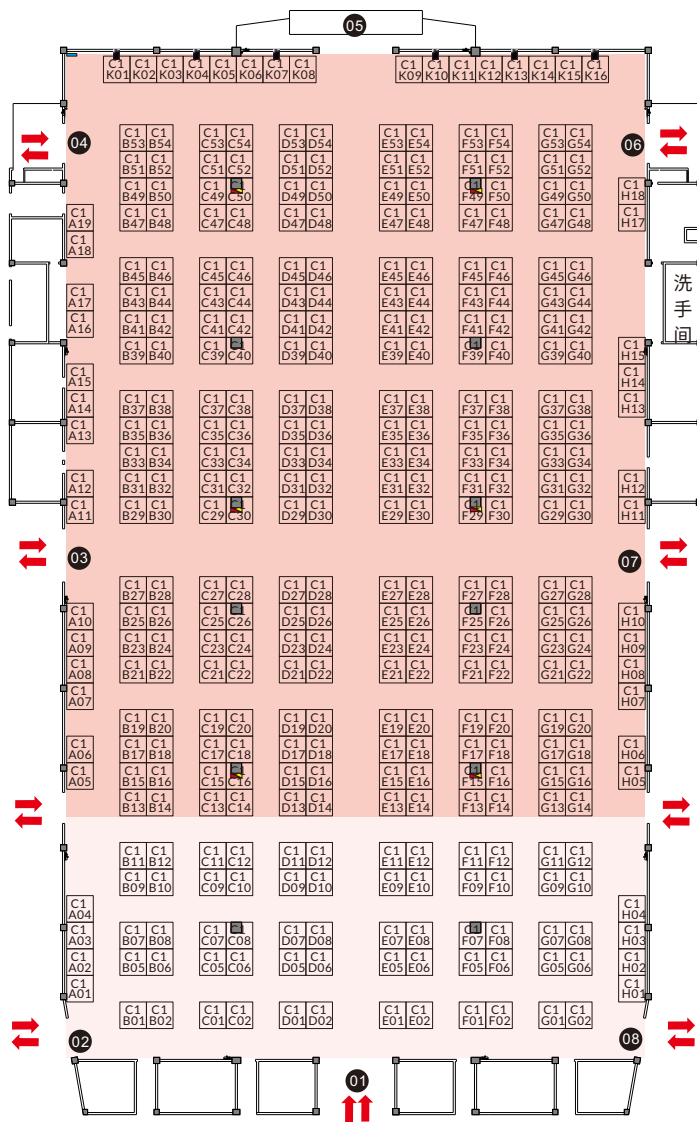 05
C1 C1 C1 C1 C1 C1 C1 C1 C1 C1 C1 C1 C1 C1 C1 C1
K01 K02 K03 K04 K05 K06 K07 K08 K09 K10 K11 K12 K13 K14 K15 K16
04 06
C1 C1 C1 C1 C1 C1 C1 C1 C1 C1 C1 C1
B53 B54 C53 C54 D53 D54 E53 E54 F53 F54 G53 G54
C1 C1 C1 C1 C1 C1 C1 C1 C1 C1 C1 C1
B51 B52 C51 C52 D51 D52 E51 E52 F51 F52 G51 G52
C1 C1 C1 C1 C1 C1 C1 C1 C1 C1 C1 C1 C1
B49 B50 C49 C50 D49 D50 E49 E50 F49 F50 G49 G50 H18
C1 C1 C1 C1 C1 C1 C1 C1 C1 C1 C1 C1 C1 C1
A19 B47 B48 C47 C48 D47 D48 E47 E48 F47 F48 G47 G48 H17
C1
A18
C1 C1 C1 C1 C1 C1 C1 C1 C1 C1 C1 C1
B45 B46 C45 C46 D45 D46 E45 E46 F45 F46 G45 G46
C1 C1 C1 C1 C1 C1 C1 C1 C1 C1 C1 C1 C1
A17 B43 B44 C43 C44 D43 D44 E43 E44 F43 F44 G43 G44
C1 C1 C1 C1 C1 C1 C1 C1 C1 C1 C1 C1 C1
A16 B41 B42 C41 C42 D41 D42 E41 E42 F41 F42 G41 G42
洗
手
间
C1 C1 C1 C1 C1 C1 C1 C1 C1 C1 C1 C1 C1
B39 B40 C39 C40 D39 D40 E39 E40 F39 F40 G39 G40 H15
C1 C1
A15 H14
C1 C1 C1 C1 C1 C1 C1 C1 C1 C1 C1 C1 C1 C1
A14 B37 B38 C37 C38 D37 D38 E37 E38 F37 F38 G37 G38 H13
C1 C1 C1 C1 C1 C1 C1 C1 C1 C1 C1 C1 C1
A13 B35 B36 C35 C36 D35 D36 E35 E36 F35 F36 G35 G36
C1 C1 C1 C1 C1 C1 C1 C1 C1 C1 C1 C1
B33 B34 C33 C34 D33 D34 E33 E34 F33 F34 G33 G34
C1 C1 C1 C1 C1 C1 C1 C1 C1 C1 C1 C1 C1 C1
A12 B31 B32 C31 C32 D31 D32 E31 E32 F31 F32 G31 G32 H12
C1 C1 C1 C1 C1 C1 C1 C1 C1 C1 C1 C1 C1 C1
A11 B29 B30 C29 C30 D29 D30 E29 E30 F29 F30 G29 G30 H11
03 07
C1 C1 C1 C1 C1 C1 C1 C1 C1 C1 C1 C1
B27 B28 C27 C28 D27 D28 E27 E28 F27 F28 G27 G28
C1 C1 C1 C1 C1 C1 C1 C1 C1 C1 C1 C1 C1 C1
A10 B25 B26 C25 C26 D25 D26 E25 E26 F25 F26 G25 G26 H10
C1 C1 C1 C1 C1 C1 C1 C1 C1 C1 C1 C1 C1 C1
A09 B23 B24 C23 C24 D23 D24 E23 E24 F23 F24 G23 G24 H09
C1 C1 C1 C1 C1 C1 C1 C1 C1 C1 C1 C1 C1 C1
A08 B21 B22 C21 C22 D21 D22 E21 E22 F21 F22 G21 G22 H08
C1 C1
A07 H07
C1 C1 C1 C1 C1 C1 C1 C1 C1 C1 C1 C1
B19 B20 C19 C20 D19 D20 E19 E20 F19 F20 G19 G20
C1 C1 C1 C1 C1 C1 C1 C1 C1 C1 C1 C1 C1 C1
A06 B17 B18 C17 C18 D17 D18 E17 E18 F17 F18 G17 G18 H06
C1 C1 C1 C1 C1 C1 C1 C1 C1 C1 C1 C1 C1 C1
A05 B15 B16 C15 C16 D15 D16 E15 E16 F15 F16 G15 G16 H05
C1 C1 C1 C1 C1 C1 C1 C1 C1 C1 C1 C1
B13 B14 C13 C14 D13 D14 E13 E14 F13 F14 G13 G14
C1 C1 C1 C1 C1 C1 C1 C1 C1 C1 C1 C1
B11 B12 C11 C12 D11 D12 E11 E12 F11 F12 G11 G12
C1 C1 C1 C1 C1 C1 C1 C1 C1 C1 C1 C1
B09 B10 C09 C10 D09 D10 E09 E10 F09 F10 G09 G10
C1 C1
A04 H04
C1 C1 C1 C1 C1 C1 C1 C1 C1 C1 C1 C1 C1 C1
A03 B07 B08 C07 C08 D07 D08 E07 E08 F07 F08 G07 G08 H03
C1 C1 C1 C1 C1 C1 C1 C1 C1 C1 C1 C1 C1 C1
A02 B05 B06 C05 C06 D05 D06 E05 E06 F05 F06 G05 G06 H02
C1 C1
A01 H01
C1 C1 C1 C1 C1 C1 C1 C1 C1 C1 C1 C1
B01 B02 C01 C02 D01 D02 E01 E02 F01 F02 G01 G02
02 08
01